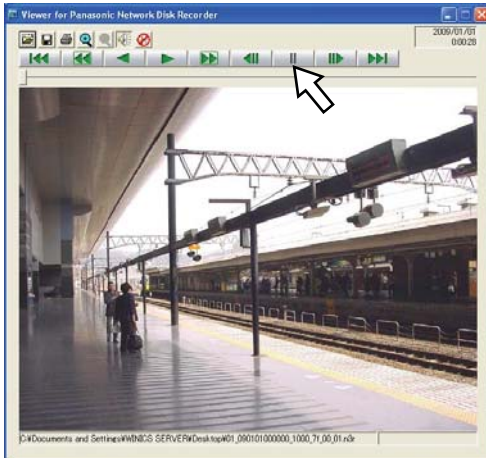 Viewer for Panasonic Network Disk Recorder
2009/01/01
0:00:28
C:¥Documents and Settings¥WINICS SERVER¥Desktop¥01_090101000000_1000_7f_00_01.n3r